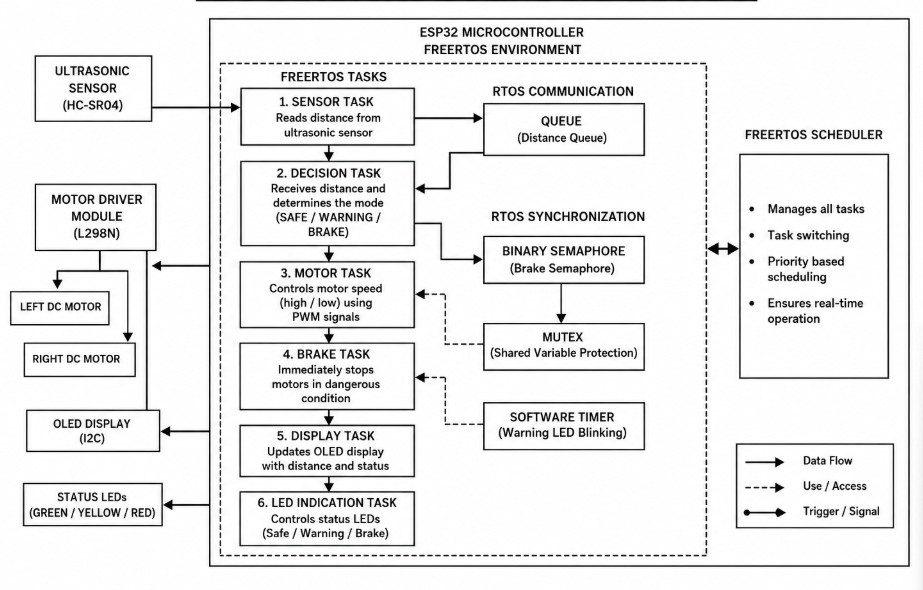 ESP32 MICROCONTROLLER
FREERTOS ENVIRONMENT
ULTRASONIC
SENSOR
(HC-SR04)
MOTOR DRIVER
MODULE
(L298N)
LEFT DC MOTOR
RIGHT DC MOTOR
OLED DISPLAY
(I2C)
STATUS LEDs
(GREEN / YELLOW / RED)
FREERTOS TASKS
1. SENSOR TASK
Reads distance from
ultrasonic sensor
2. DECISION TASK
Receives distance and
determines the mode
(SAFE / WARNING /
BRAKE)
3. MOTOR TASK
Controls motor speed
(high / low) using
PWM signals
4. BRAKE TASK
Immediately stops
motors in dangerous
condition
5. DISPLAY TASK
Updates OLED display
with distance and status
6. LED INDICATION TASK
Controls status LEDs
(Safe / Warning / Brake)
RTOS COMMUNICATION
QUEUE
(Distance Queue)
RTOS SYNCHRONIZATION
BINARY SEMAPHORE
(Brake Semaphore)
MUTEX
(Shared Variable Protection)
SOFTWARE TIMER
(Warning LED Blinking)
FREERTOS SCHEDULER
• Manages all tasks
• Task switching
• Priority based
scheduling
• Ensures real-time
operation
Data Flow
Use / Access
Trigger / Signal